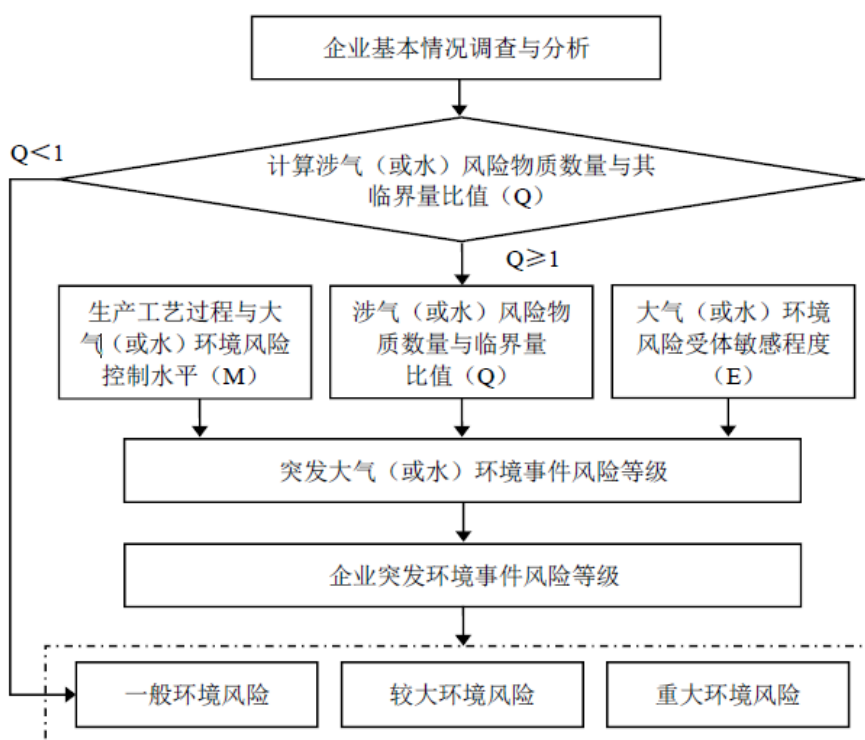 企业基本情况调查与分析
Q＜1
计算涉气（或水）风险物质数量与其
临界量比值（Q）
Q≥1
生产工艺过程与大
气（或水）环境风险
控制水平（M）
涉气（或水）风险物
质数量与临界量
比值（Q）
大气（或水）环境
风险受体敏感程度
（E）
突发大气（或水）环境事件风险等级
企业突发环境事件风险等级
一般环境风险
较大环境风险
重大环境风险